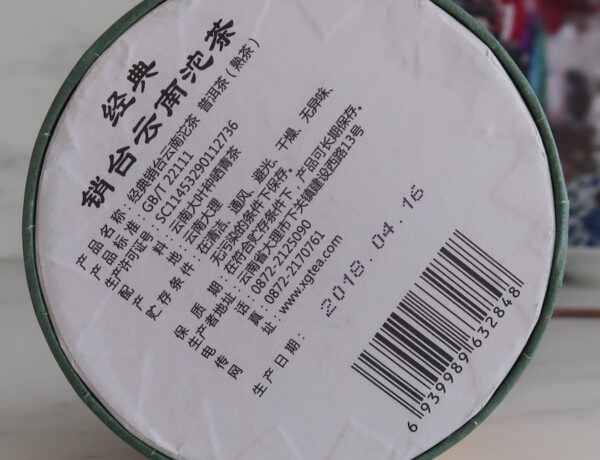 经典
销台云南沱茶
产品名称：经典销台云南沱茶 普洱茶（熟茶）
产品标准：GB/T 22111
生产许可证号：SC11453290112736
配料：云南大叶种晒青茶
产地：云南大理
贮存条件：在清洁、通风、避光、干燥、无异味、
无污染的条件下保存。
保质期：在符合贮存条件下，产品可长期保存。
生产者地址：云南省大理市下关镇建设西路13号
电话：0872-2125090
传真：0872-2170761
网：www.xgtea.com
生产日期：
2018.04.16
6939989632848